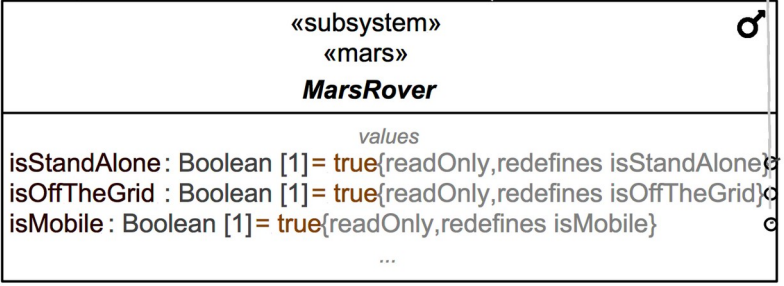 «subsystem»
«mars»
MarsRover
values
isStandAlone: Boolean [1]= true{readOnly,redefines isStandAlone}
isOffTheGrid : Boolean [1]= true{readOnly,redefines isOffTheGrid}
isMobile: Boolean [1]= true{readOnly,redefines isMobile}
...